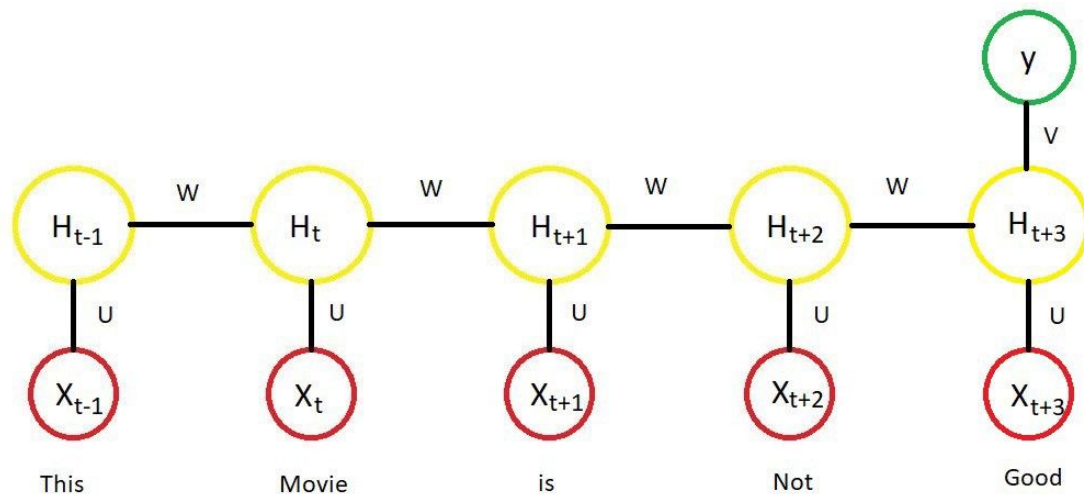 y
V
W W W W
H_{t-1} H_t H_{t+1} H_{t+2} H_{t+3}
U U U U U
X_{t-1} X_t X_{t+1} X_{t+2} X_{t+3}
This Movie is Not Good